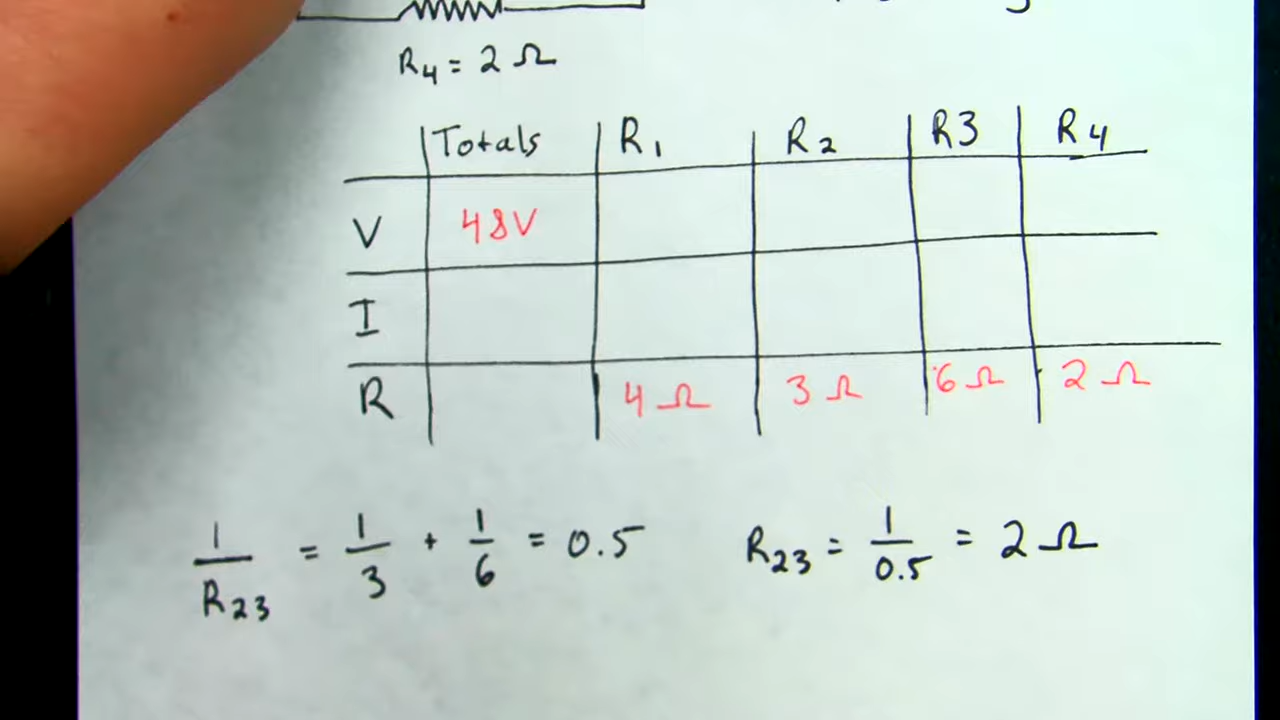 R4 = 2 Ω
Totals R1 R2 R3 R4
V 48V
I
R 4 Ω 3 Ω 6 Ω 2 Ω
1/R23 = 1/3 + 1/6 = 0.5 R23 = 1/0.5 = 2 Ω